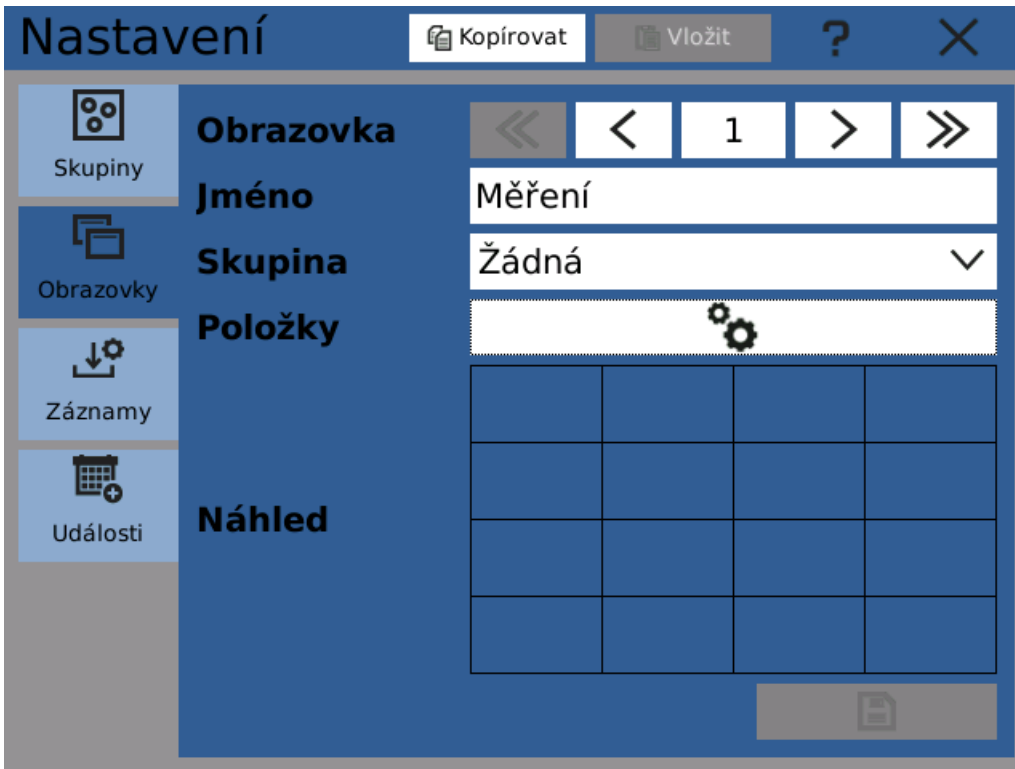 Nastavení
Kopírovat
Vložit
?
Skupiny
Obrazovky
Záznamy
Události
Obrazovka
1
Jméno
Měření
Skupina
Žádná
Položky
Náhled